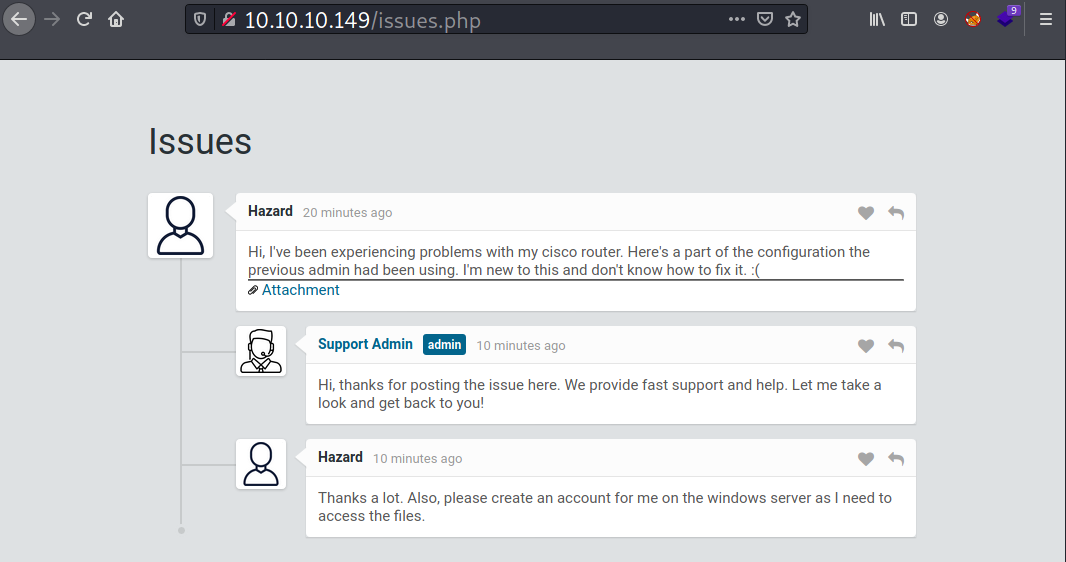 10.10.10.149/issues.php
9
Issues
Hazard 20 minutes ago
Hi, I've been experiencing problems with my cisco router. Here's a part of the configuration the
previous admin had been using. I'm new to this and don't know how to fix it. :(
Attachment
Support Admin admin 10 minutes ago
Hi, thanks for posting the issue here. We provide fast support and help. Let me take a
look and get back to you!
Hazard 10 minutes ago
Thanks a lot. Also, please create an account for me on the windows server as I need to
access the files.